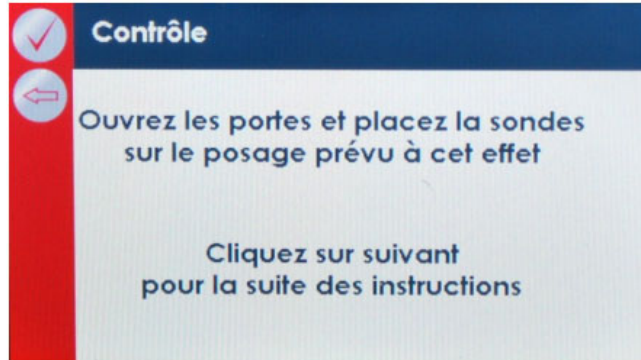 Contrôle
Ouvrez les portes et placez la sondes
sur le posage prévu à cet effet
Cliquez sur suivant
pour la suite des instructions